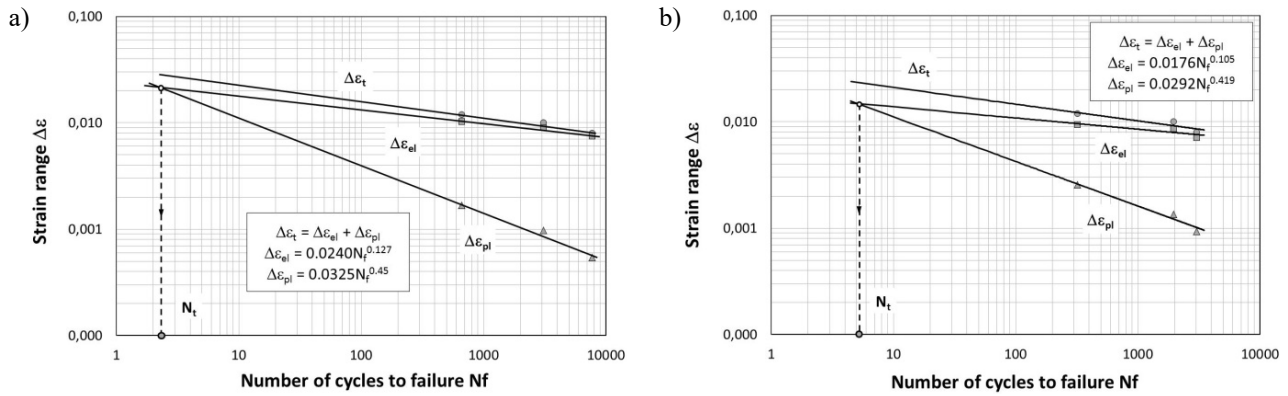 a)
0,100
0,010
0,001
0,000
1
10
100
1000
10000
Strain range Δε
Number of cycles to failure Nf
Δεt
Δεel
Δεpl
Nt
Δεt = Δεel + Δεpl
Δεel = 0.0240Nf^0.127
Δεpl = 0.0325Nf^0.45
b)
0,100
0,010
0,001
0,000
1
10
100
1000
10000
Strain range Δε
Number of cycles to failure Nf
Δεt
Δεel
Δεpl
Nt
Δεt = Δεel + Δεpl
Δεel = 0.0176Nf^0.105
Δεpl = 0.0292Nf^0.419